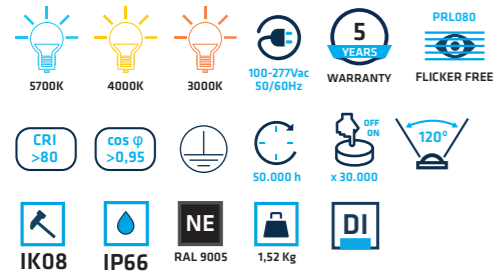 5700K
4000K
3000K
100-277Vac
50/60Hz
5
YEARS
WARRANTY
PRL080
FLICKER FREE
CRI
>80
cos φ
>0,95
50.000 h
OFF
ON
x 30.000
120°
IK08
IP66
NE
RAL 9005
1,52 Kg
DI